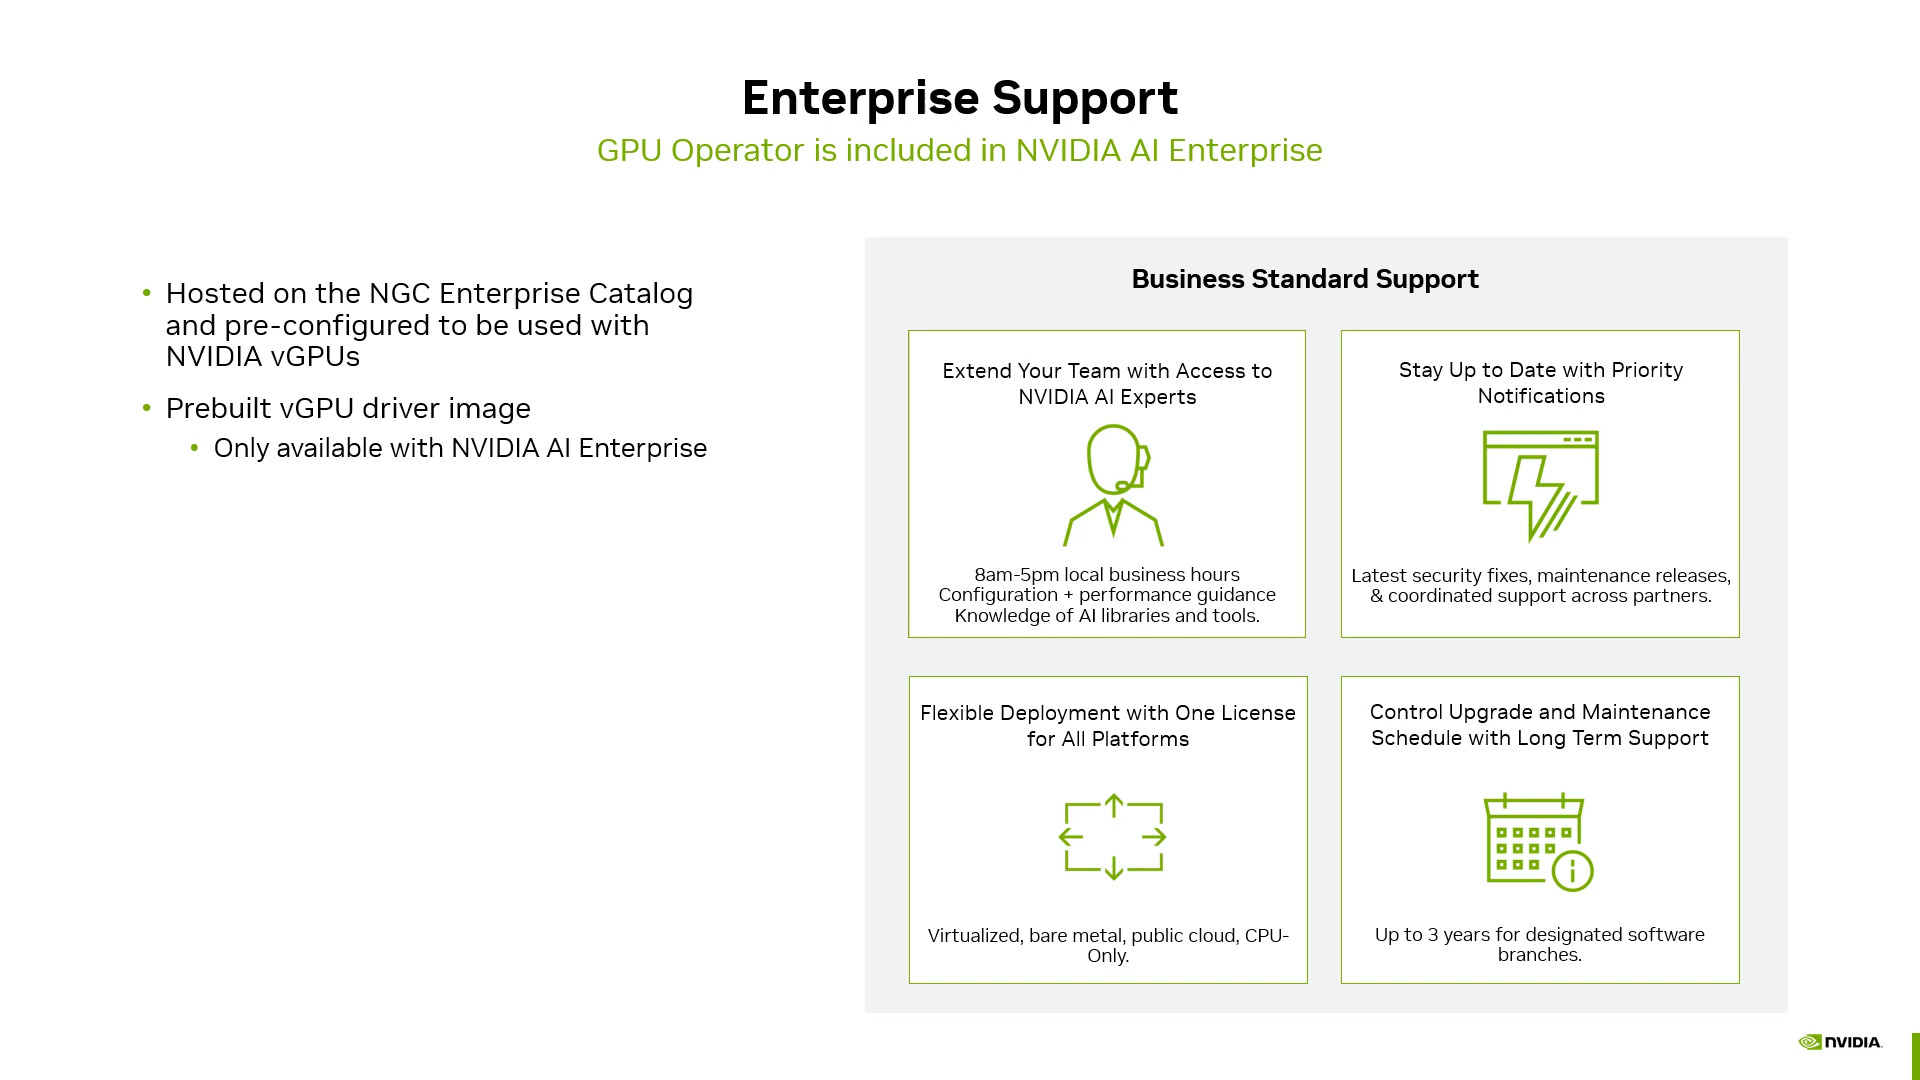 Enterprise Support
GPU Operator is included in NVIDIA AI Enterprise
• Hosted on the NGC Enterprise Catalog
and pre-configured to be used with
NVIDIA vGPUs
• Prebuilt vGPU driver image
• Only available with NVIDIA AI Enterprise
Business Standard Support
Extend Your Team with Access to
NVIDIA AI Experts
8am-5pm local business hours
Configuration + performance guidance
Knowledge of AI libraries and tools.
Stay Up to Date with Priority
Notifications
Latest security fixes, maintenance releases,
& coordinated support across partners.
Flexible Deployment with One License
for All Platforms
Virtualized, bare metal, public cloud, CPU-
Only.
Control Upgrade and Maintenance
Schedule with Long Term Support
Up to 3 years for designated software
branches.
NVIDIA.